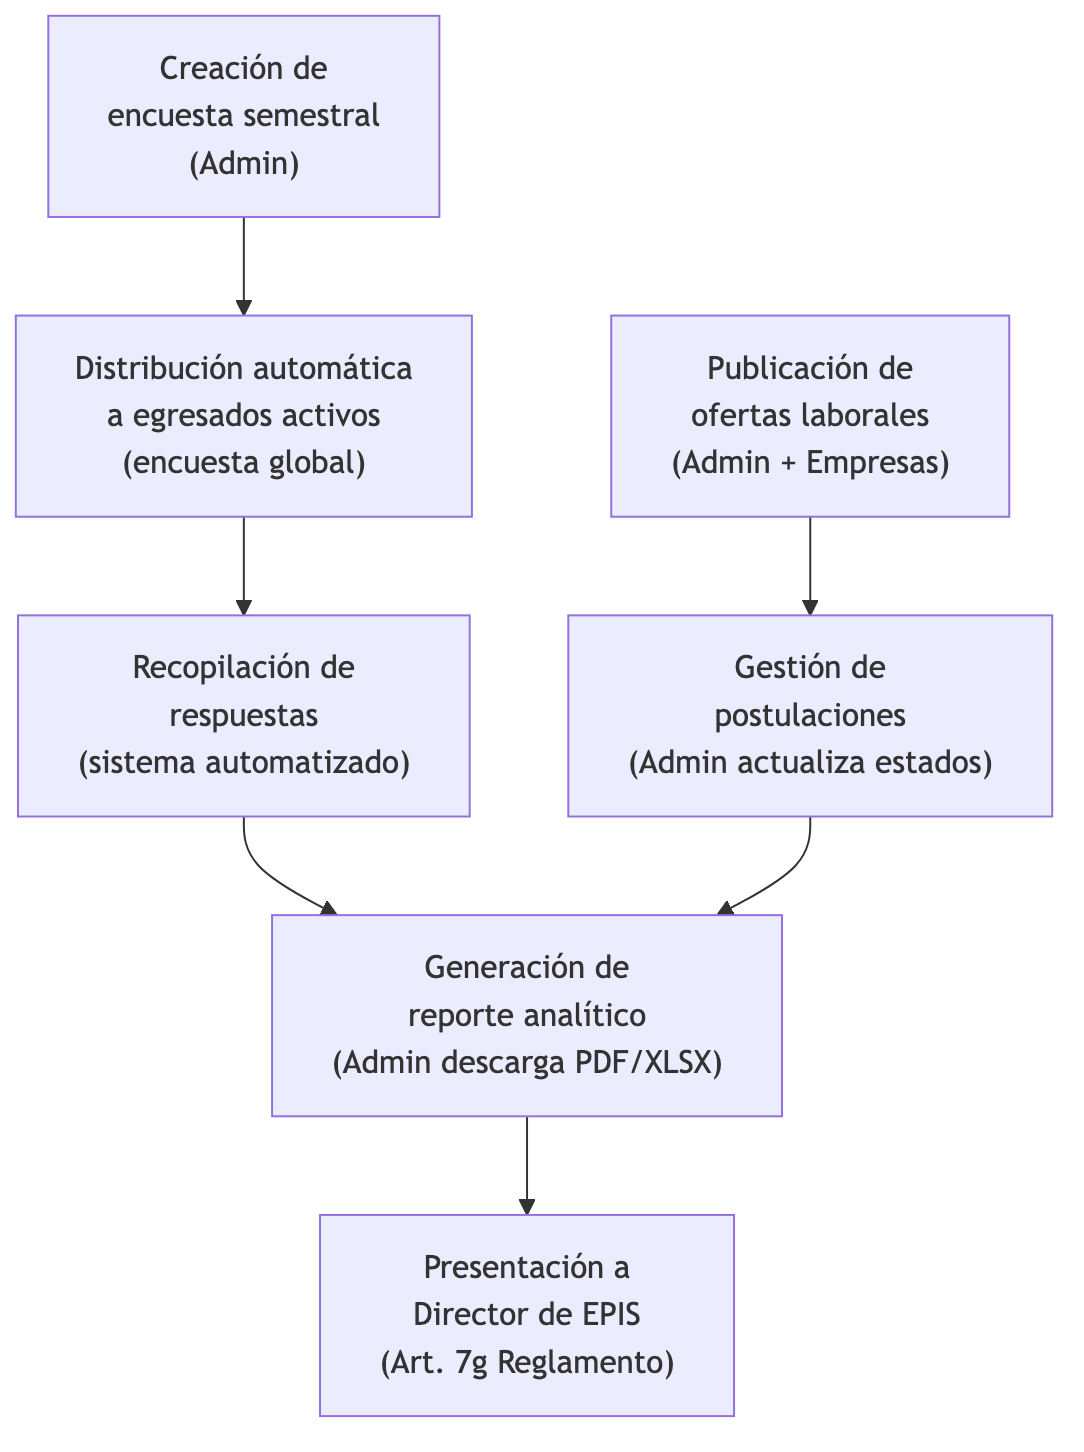 Creación de
encuesta semestral
(Admin)
Distribución automática
a egresados activos
(encuesta global)
Publicación de
ofertas laborales
(Admin + Empresas)
Recopilación de
respuestas
(sistema automatizado)
Gestión de
postulaciones
(Admin actualiza estados)
Generación de
reporte analítico
(Admin descarga PDF/XLSX)
Presentación a
Director de EPIS
(Art. 7g Reglamento)